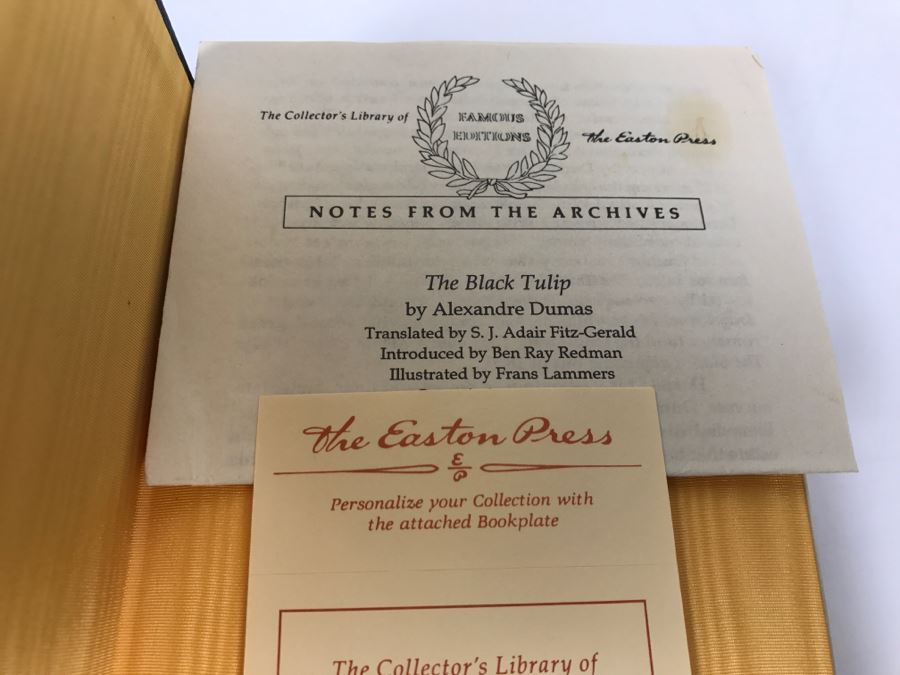 The Collector's Library of
FAMOUS
EDITIONS
The Easton Press
NOTES FROM THE ARCHIVES
The Black Tulip
by Alexandre Dumas
Translated by S. J. Adair Fitz-Gerald
Introduced by Ben Ray Redman
Illustrated by Frans Lammers
The Easton Press
E
P
Personalize your Collection with
the attached Bookplate
The Collector's Library of